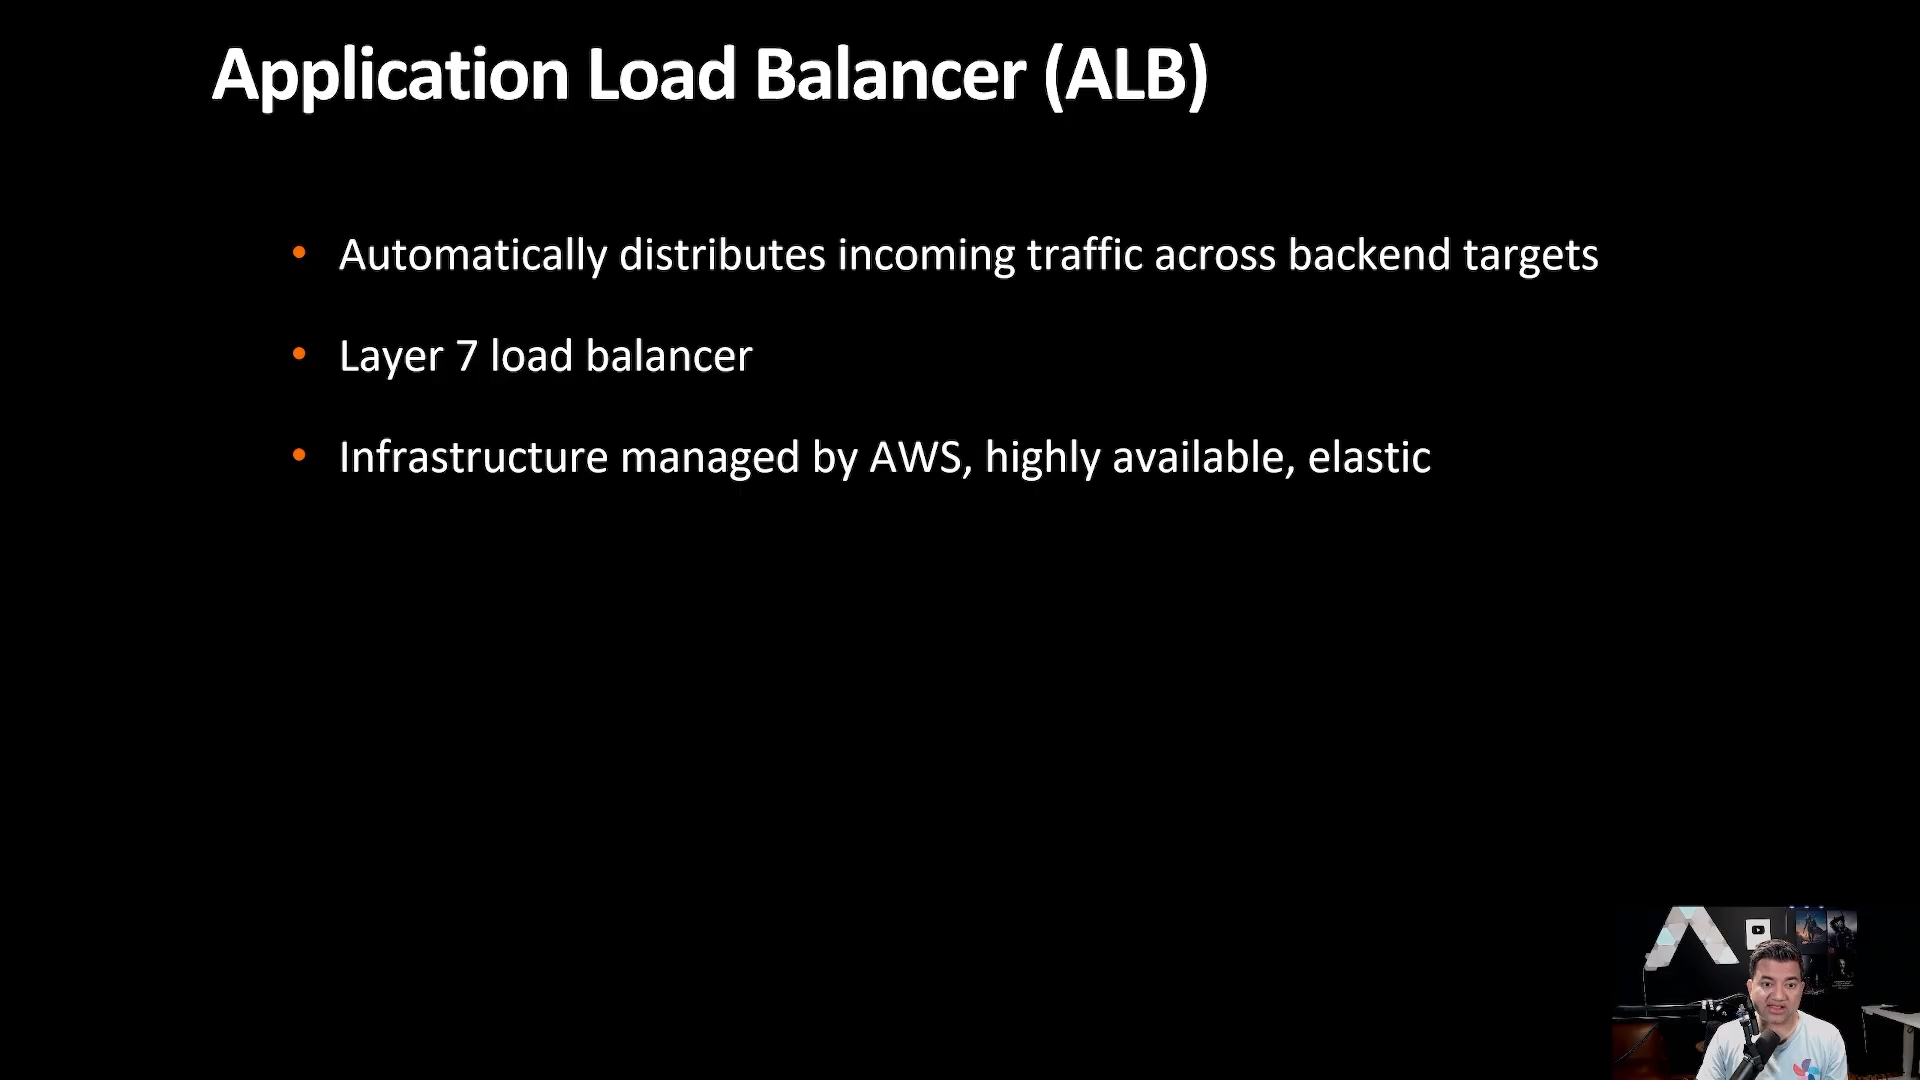 Application Load Balancer (ALB)
• Automatically distributes incoming traffic across backend targets
• Layer 7 load balancer
• Infrastructure managed by AWS, highly available, elastic